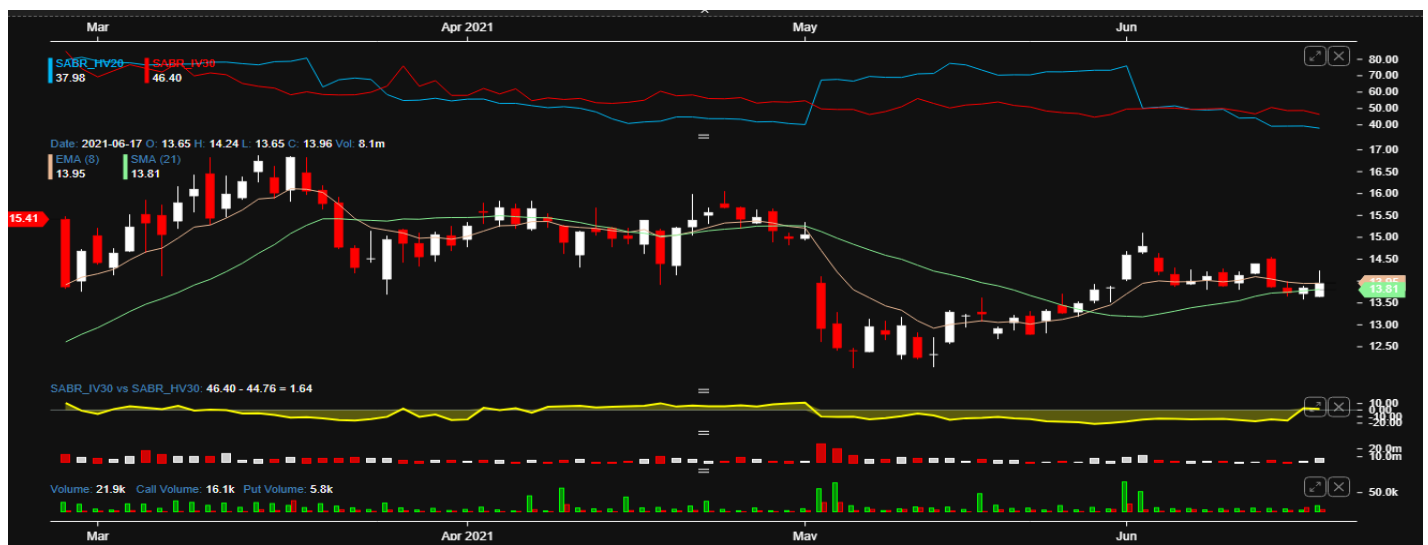 Mar Apr 2021 May Jun
SABR_HV20 SABR_IV30
37.98 46.40
80.00
70.00
60.00
50.00
40.00
Date: 2021-06-17 O: 13.65 H: 14.24 L: 13.65 C: 13.96 Vol: 8.1m
EMA (8) SMA (21)
13.95 13.81
17.00
16.50
16.00
15.50
15.41
15.00
14.50
13.95
13.81
13.50
13.00
12.50
SABR_IV30 vs SABR_HV30: 46.40 - 44.76 = 1.64
10.00
0.00
-10.00
-20.00
20.0m
10.0m
Volume: 21.9k Call Volume: 16.1k Put Volume: 5.8k
50.0k
Mar Apr 2021 May Jun